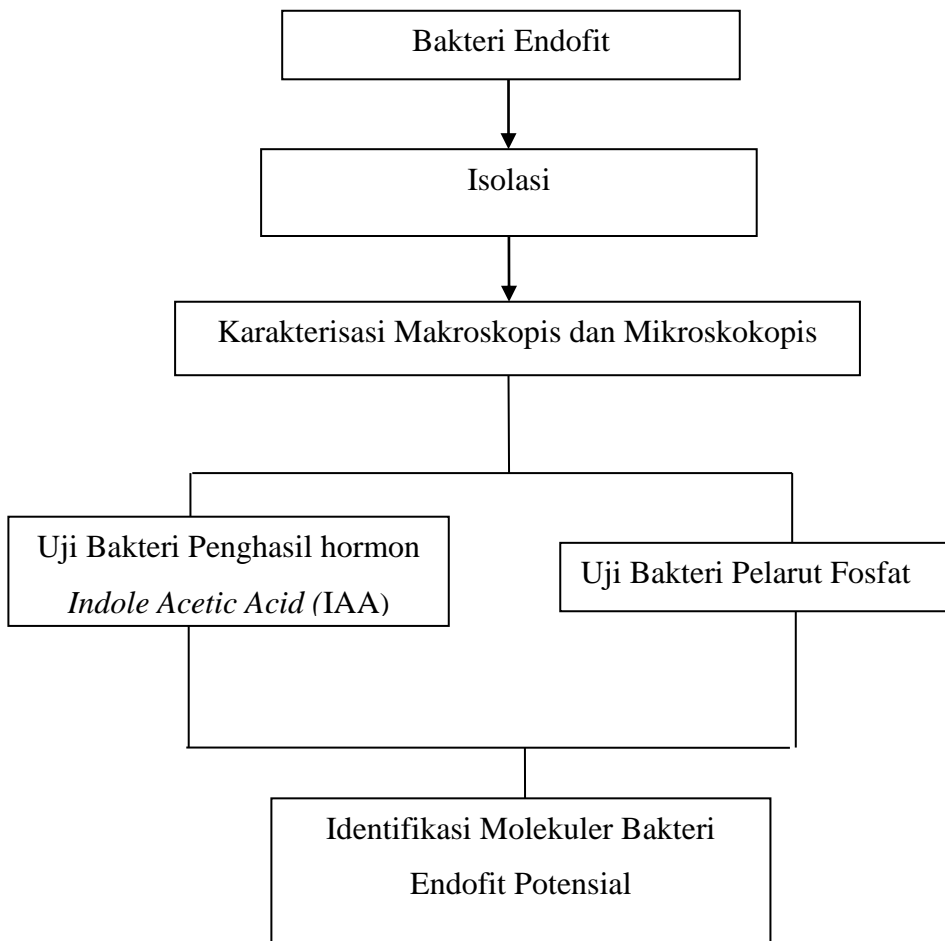 Bakteri Endofit
Isolasi
Karakterisasi Makroskopis dan Mikroskokopis
Uji Bakteri Penghasil hormon
Indole Acetic Acid (IAA)
Uji Bakteri Pelarut Fosfat
Identifikasi Molekuler Bakteri
Endofit Potensial